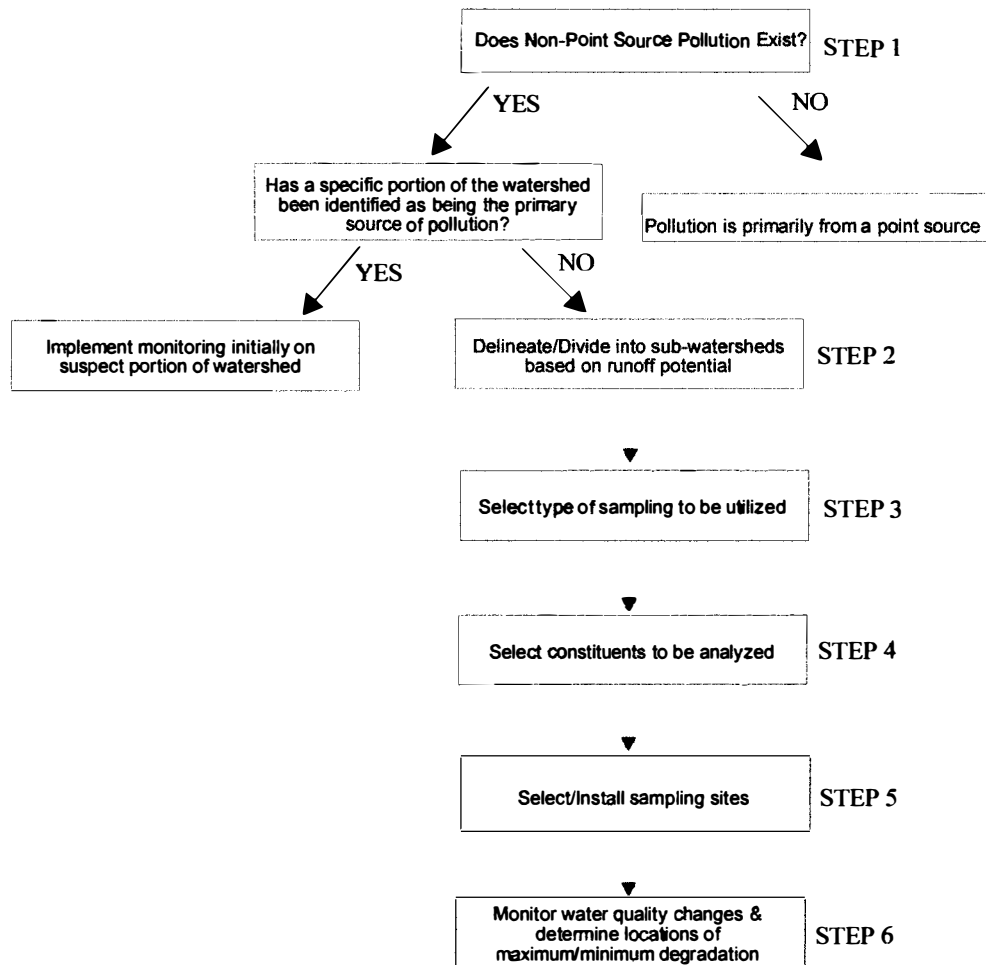 Does Non-Point Source Pollution Exist?
STEP 1
YES
NO
Has a specific portion of the watershed
been identified as being the primary
source of pollution?
Pollution is primarily from a point source
YES
NO
Implement monitoring initially on
suspect portion of watershed
Delineate/Divide into sub-watersheds
based on runoff potential
STEP 2
Select type of sampling to be utilized
STEP 3
Select constituents to be analyzed
STEP 4
Select/Install sampling sites
STEP 5
Monitor water quality changes &
determine locations of
maximum/minimum degradation
STEP 6